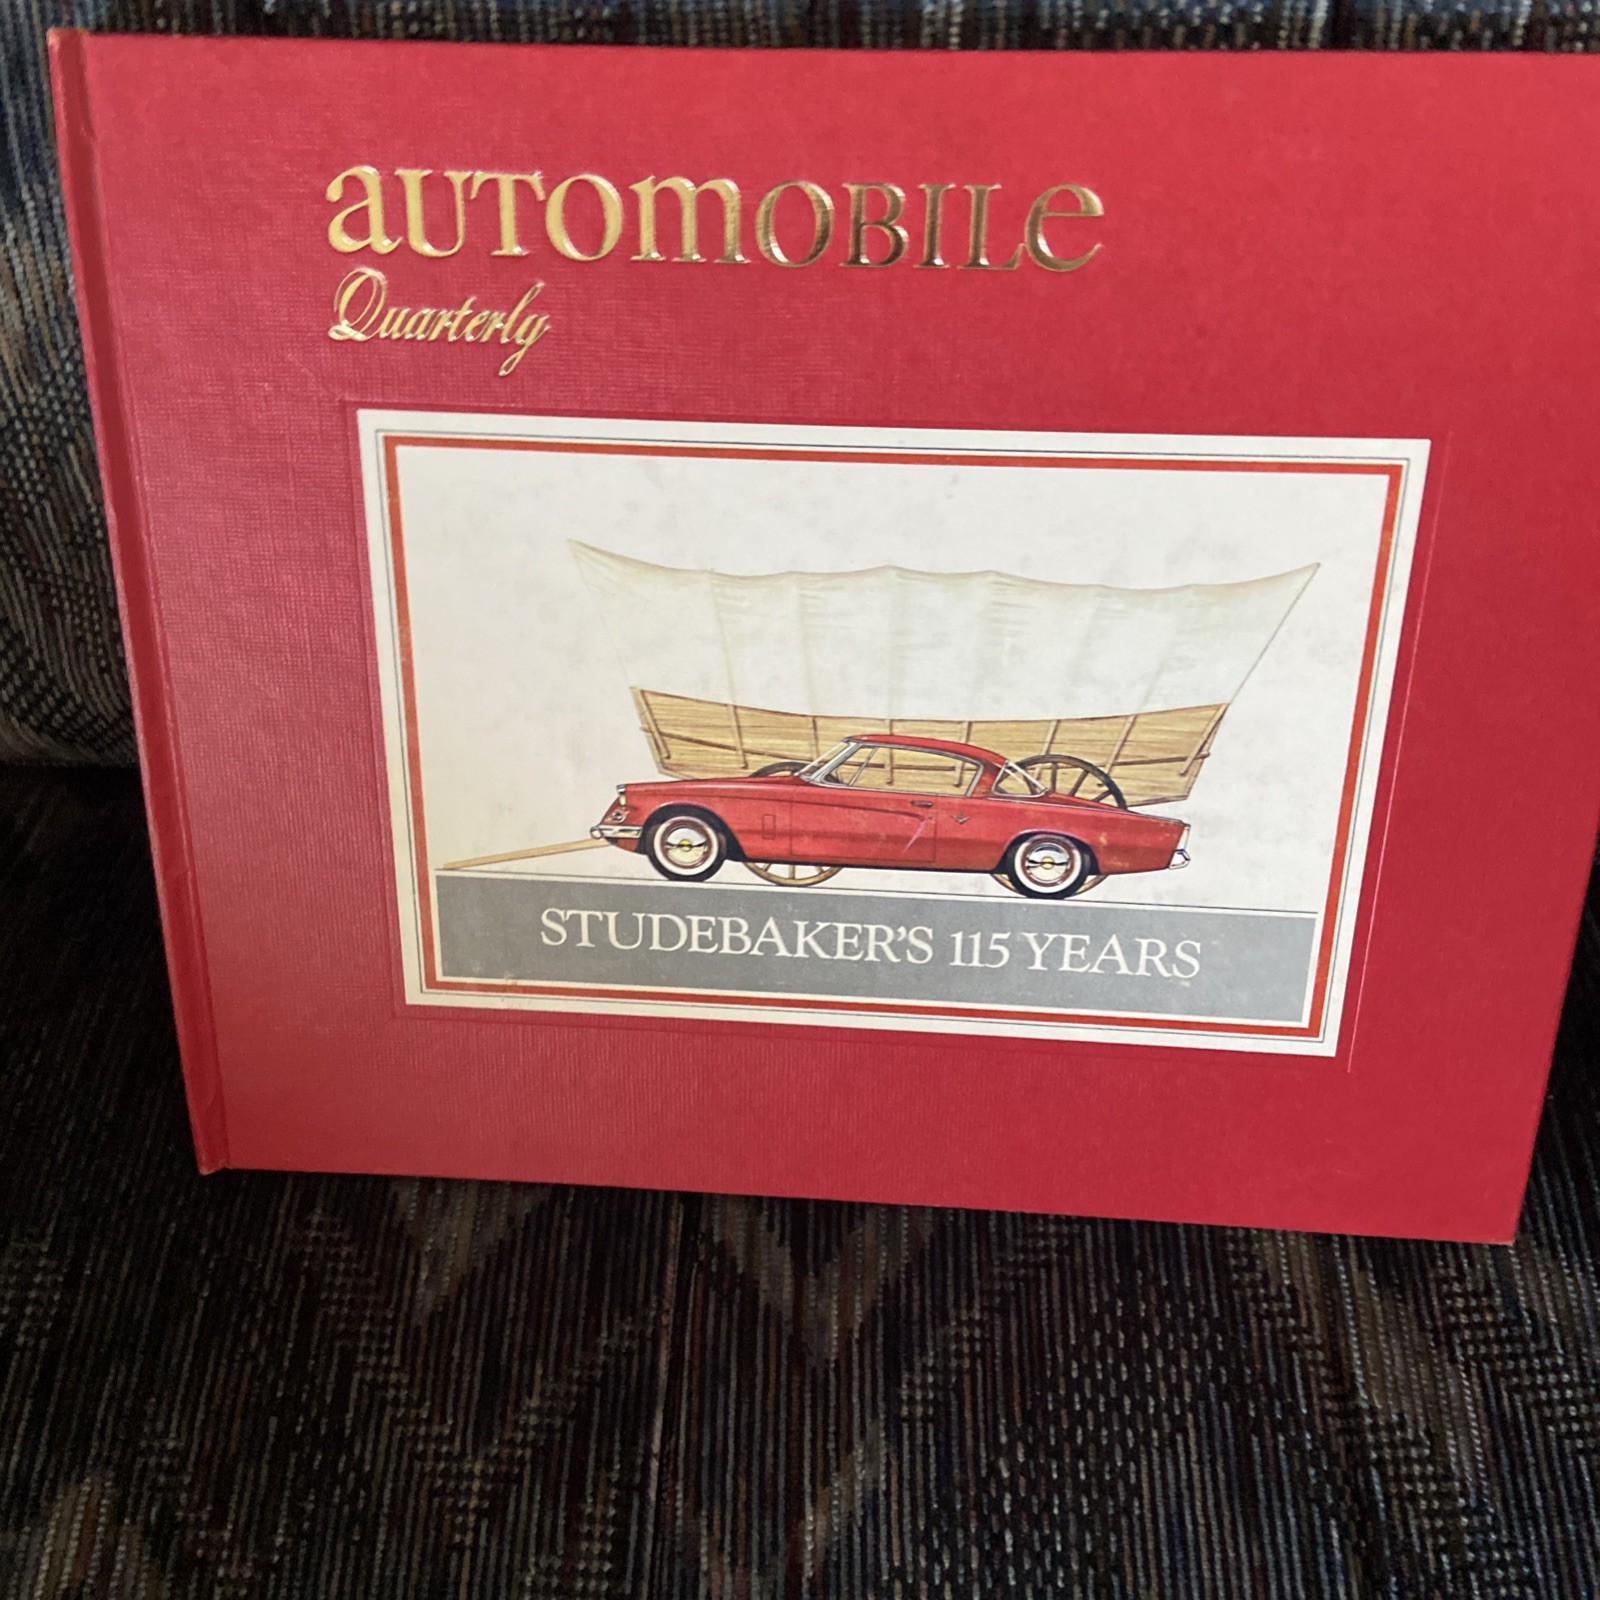 automobile
Quarterly
STUDEBAKER'S 115 YEARS